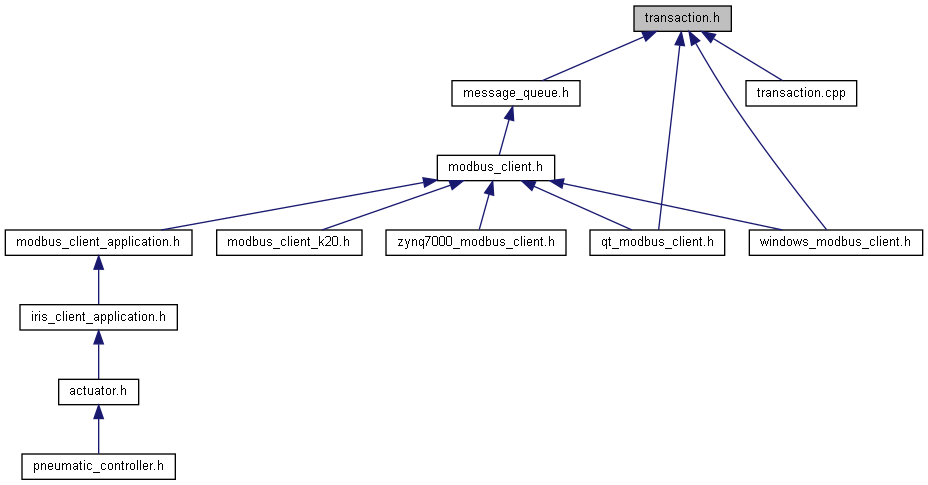 transaction.h
message_queue.h
transaction.cpp
modbus_client.h
modbus_client_application.h
modbus_client_k20.h
zynq7000_modbus_client.h
qt_modbus_client.h
windows_modbus_client.h
iris_client_application.h
actuator.h
pneumatic_controller.h